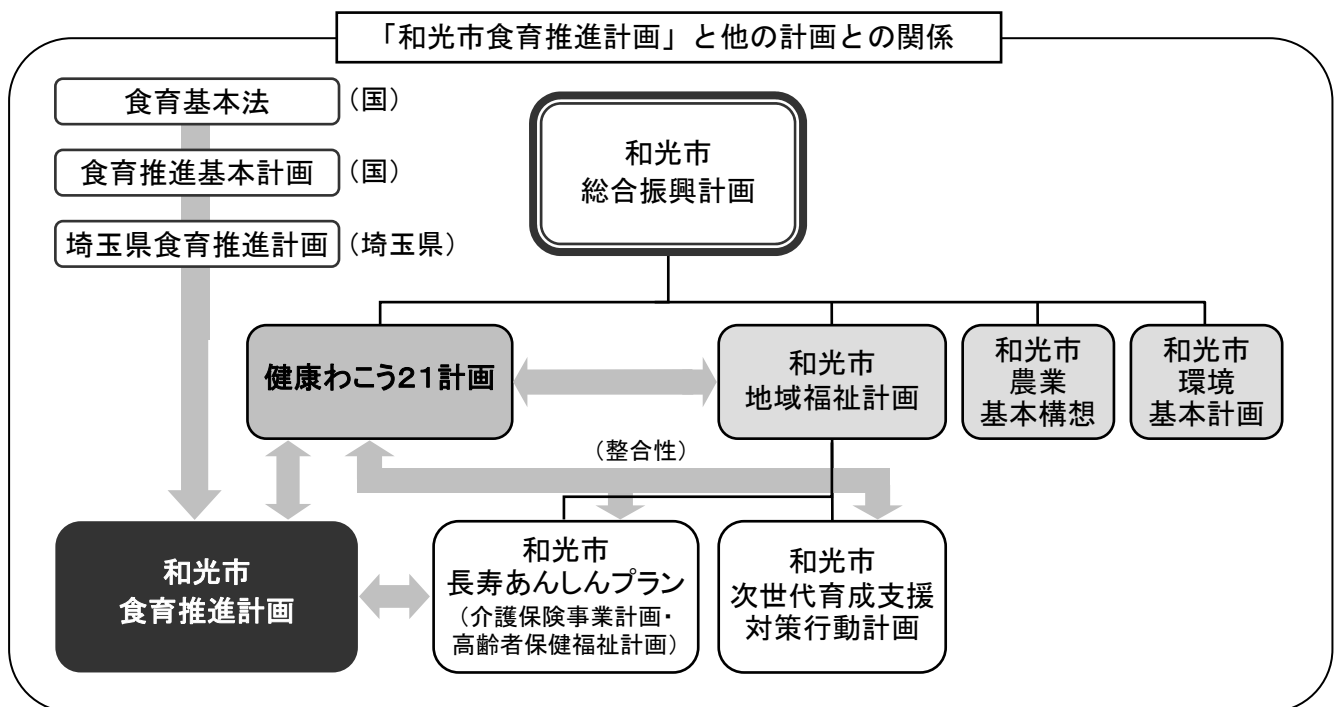 「和光市食育推進計画」と他の計画との関係
食育基本法 (国)
食育推進基本計画 (国)
埼玉県食育推進計画 (埼玉県)
和光市
総合振興計画
健康わこう２１計画
和光市
地域福祉計画
和光市
農業
基本構想
和光市
環境
基本計画
(整合性)
和光市
食育推進計画
和光市
長寿あんしんプラン
(介護保険事業計画・
高齢者保健福祉計画)
和光市
次世代育成支援
対策行動計画